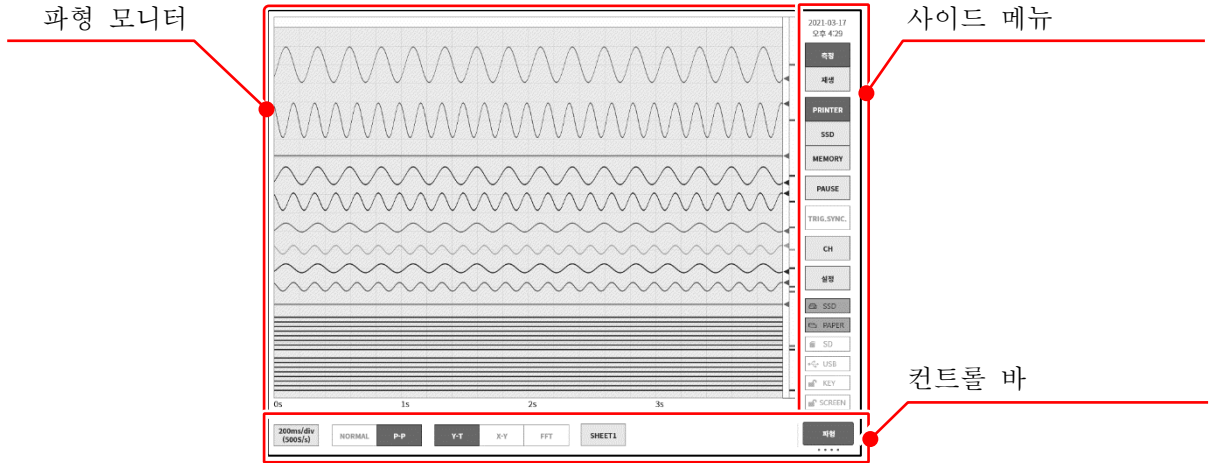 파형 모니터
사이드 메뉴
컨트롤 바
2021-03-17
오후 4:29
측정
재생
PRINTER
SSD
MEMORY
PAUSE
TRIG.SYNC.
CH
설정
SSD
PAPER
SD
USB
KEY
SCREEN
0s 1s 2s 3s
200ms/div
(500S/s)
NORMAL P-P Y-T X-Y FFT SHEET1 파형